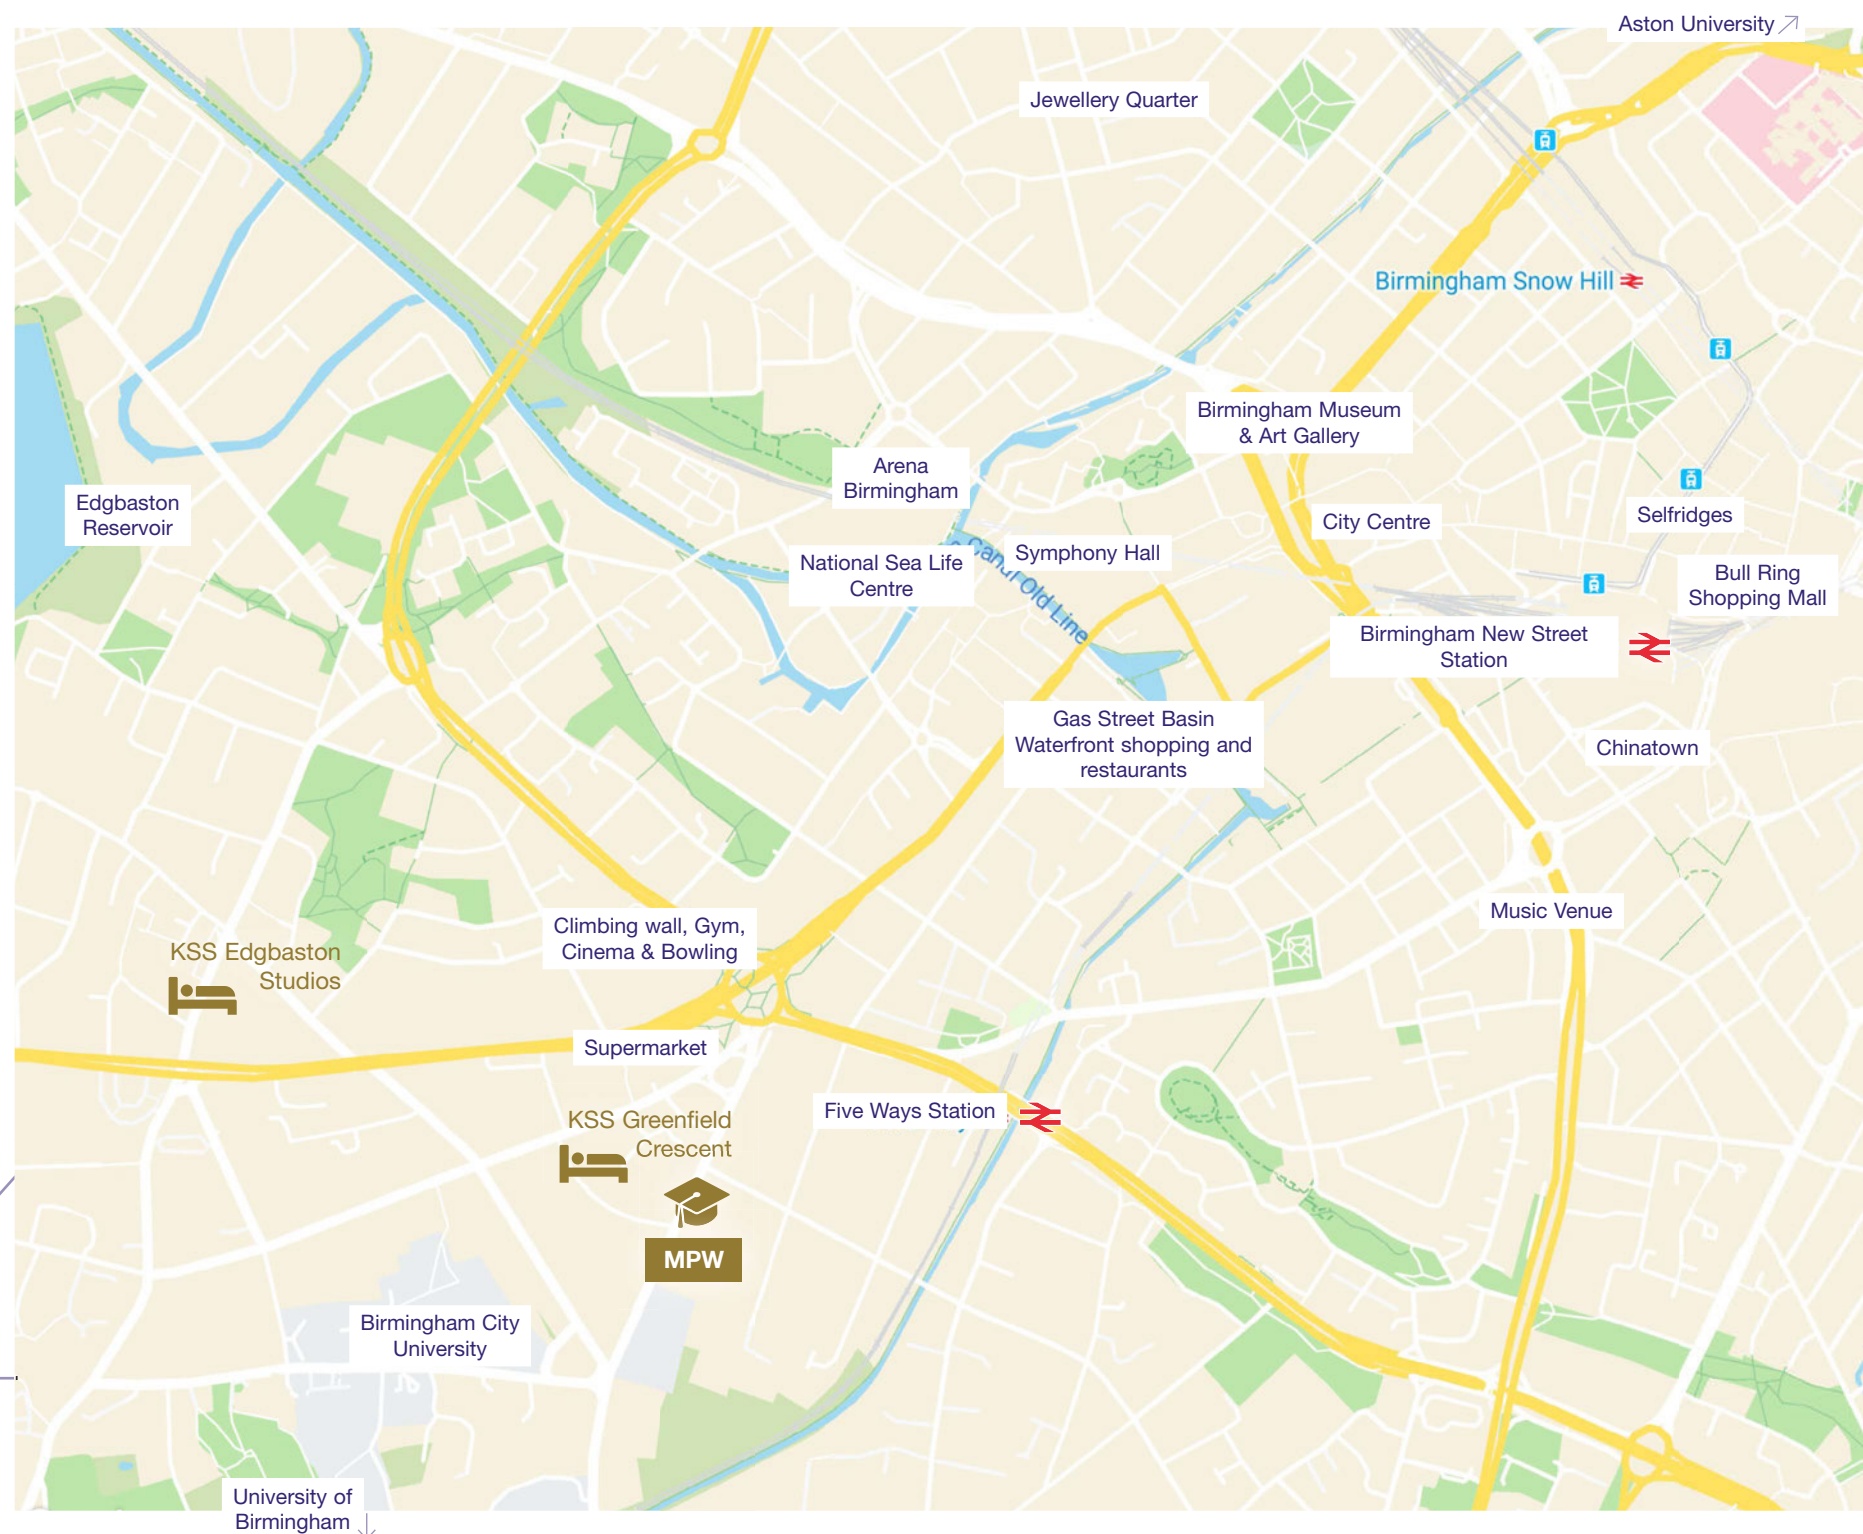 Aston University
Jewellery Quarter
Birmingham Snow Hill
Birmingham Museum
& Art Gallery
Arena
Birmingham
Edgbaston
Reservoir
City Centre
Selfridges
Symphony Hall
National Sea Life
Centre
Canal Old Line
Bull Ring
Shopping Mall
Birmingham New Street
Station
Gas Street Basin
Waterfront shopping and
restaurants
Chinatown
Music Venue
Climbing wall, Gym,
Cinema & Bowling
KSS Edgbaston
Studios
Supermarket
Five Ways Station
KSS Greenfield
Crescent
MPW
Birmingham City
University
University of
Birmingham